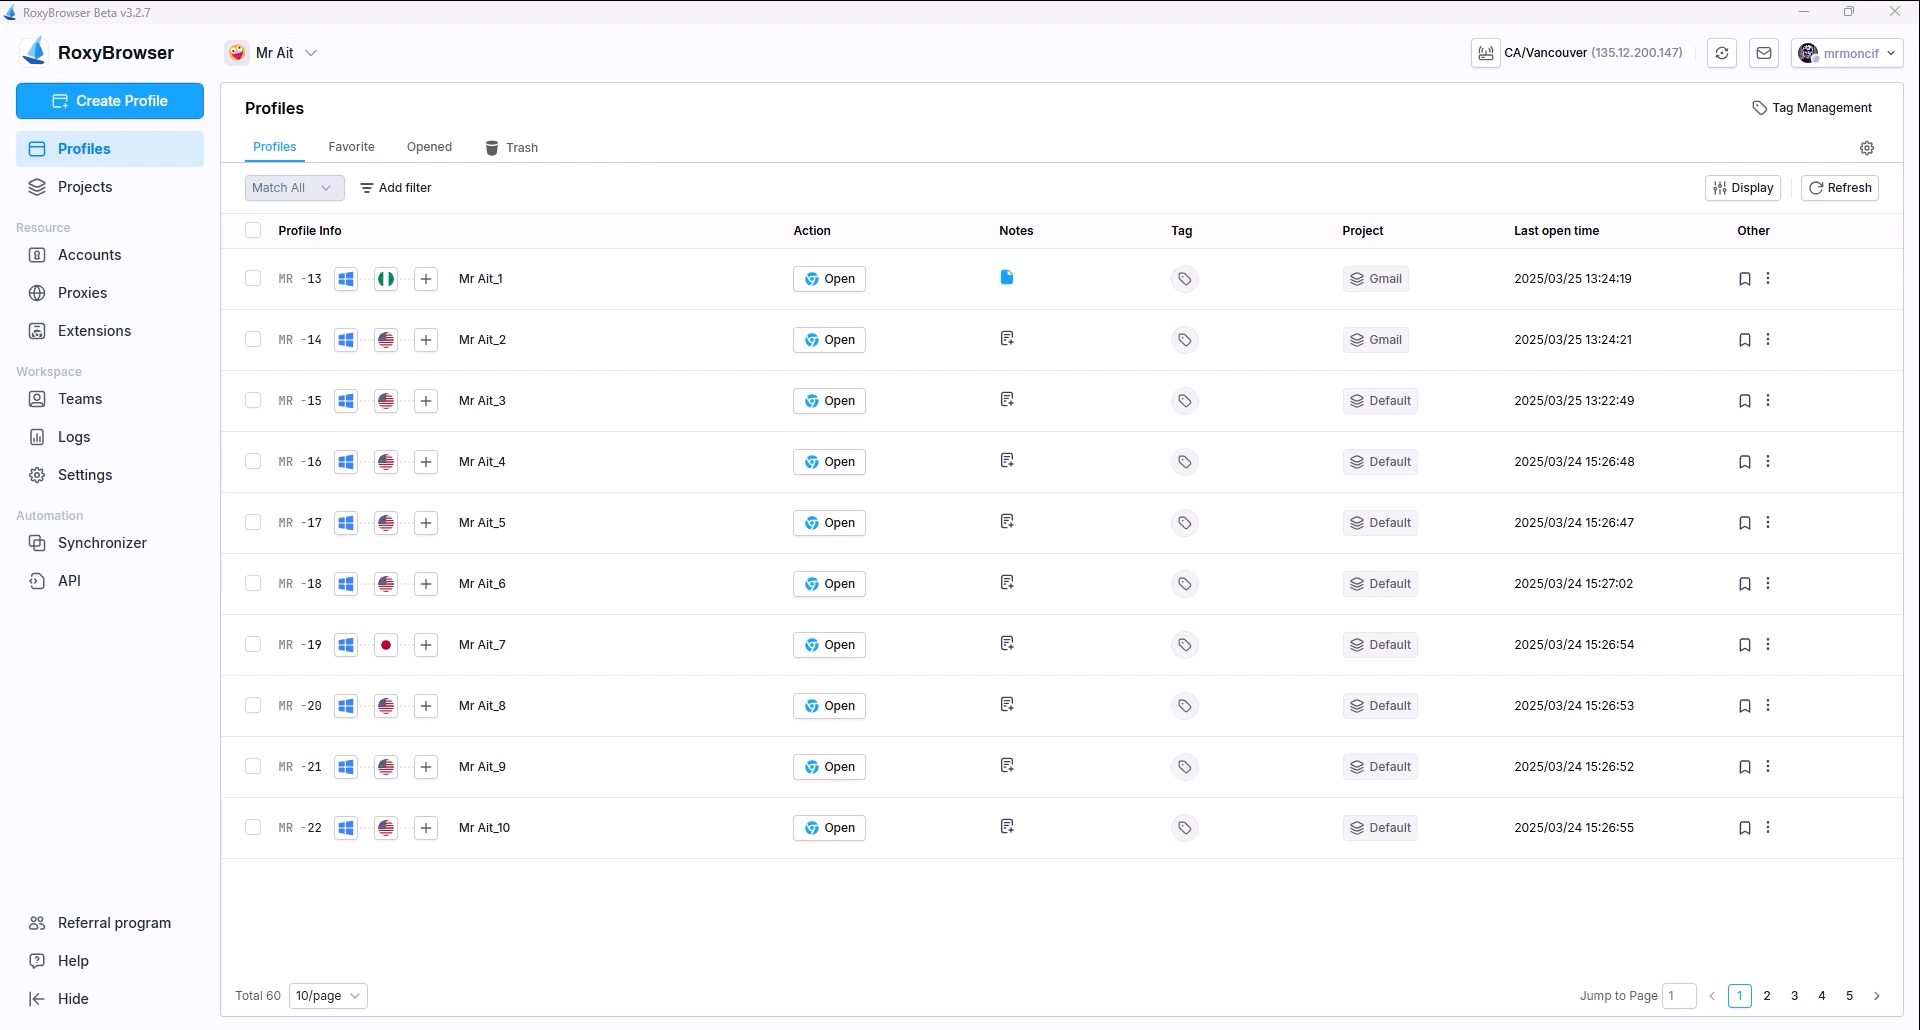 RoxyBrowser Beta v3.2.7
RoxyBrowser
Mr Ait
CA/Vancouver (135.12.200.147)
mrmoncif
Create Profile
Profiles
Projects
Resource
Accounts
Proxies
Extensions
Workspace
Teams
Logs
Settings
Automation
Synchronizer
API
Referral program
Help
Hide
Profiles
Tag Management
Profiles Favorite Opened Trash
Match All Add filter Display Refresh
Profile Info Action Notes Tag Project Last open time Other
MR -13 Mr Ait_1 Open Gmail 2025/03/25 13:24:19
MR -14 Mr Ait_2 Open Gmail 2025/03/25 13:24:21
MR -15 Mr Ait_3 Open Default 2025/03/25 13:22:49
MR -16 Mr Ait_4 Open Default 2025/03/24 15:26:48
MR -17 Mr Ait_5 Open Default 2025/03/24 15:26:47
MR -18 Mr Ait_6 Open Default 2025/03/24 15:27:02
MR -19 Mr Ait_7 Open Default 2025/03/24 15:26:54
MR -20 Mr Ait_8 Open Default 2025/03/24 15:26:53
MR -21 Mr Ait_9 Open Default 2025/03/24 15:26:52
MR -22 Mr Ait_10 Open Default 2025/03/24 15:26:55
Total 60 10/page Jump to Page 1 1 2 3 4 5